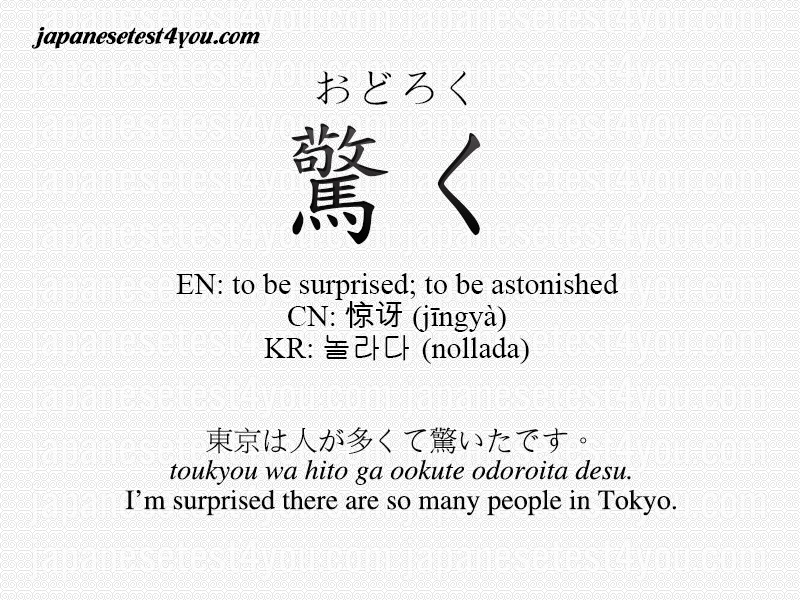 japanesetest4you.com
おどろく
驚く
EN: to be surprised; to be astonished
CN: 惊讶 (jīngyà)
KR: 놀라다 (nollada)
東京は人が多くて驚いたです。
toukyou wa hito ga ookute odoroita desu.
I'm surprised there are so many people in Tokyo.